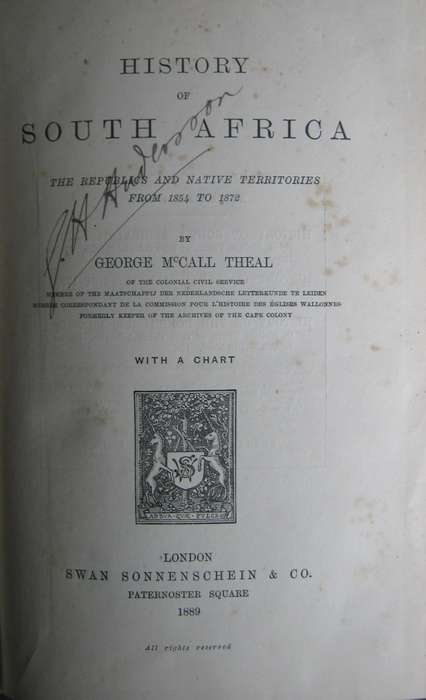 HISTORY
OF
SOUTH AFRICA
THE REPUBLICS AND NATIVE TERRITORIES
FROM 1854 TO 1872
BY
GEORGE McCALL THEAL
OF THE COLONIAL CIVIL SERVICE
MEMBER OF THE MAATSCHAPPIJ DER NEDERLANDSCHE LETTERKUNDE TE LEIDEN
MEMBRE CORRESPONDANT DE LA COMMISSION POUR L'HISTOIRE DES ÉGLISES WALLONNES
FORMERLY KEEPER OF THE ARCHIVES OF THE CAPE COLONY
WITH A CHART
LONDON
SWAN SONNENSCHEIN & CO.
PATERNOSTER SQUARE
1889
All rights reserved